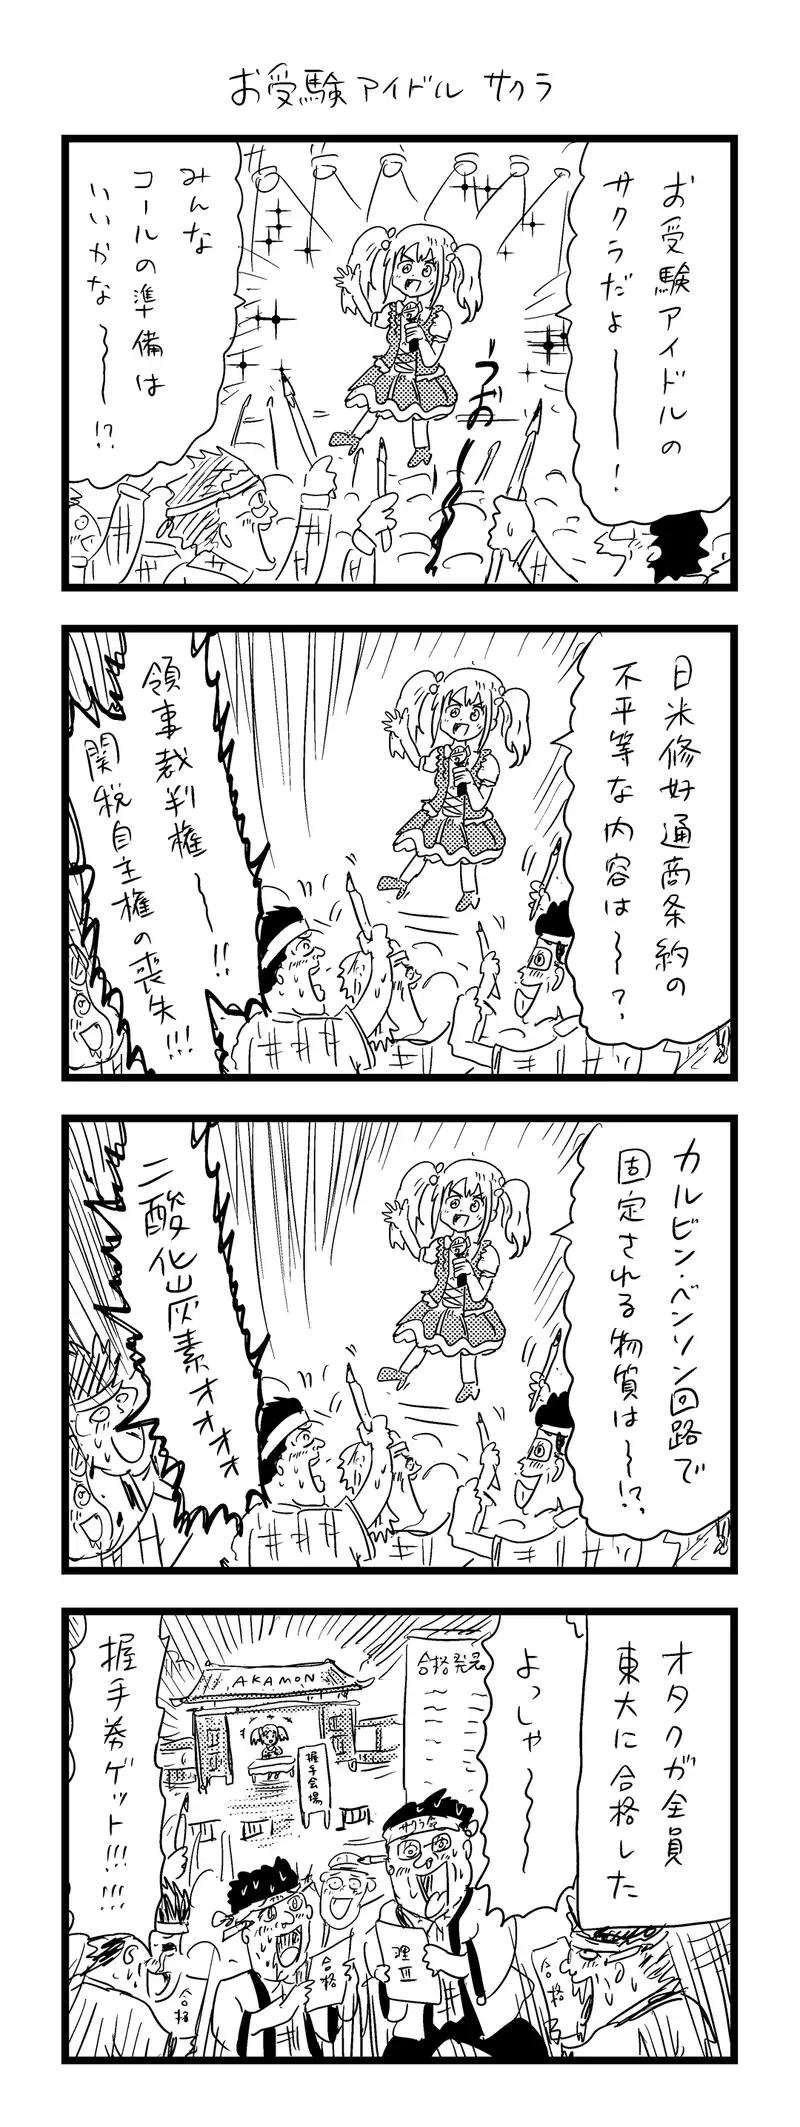 お受験アイドル サクラ
お受験アイドルの
サクラだよ———！
みんな
コールの準備は
いいかな〜〜!?
うお
日米修好通商条約の
不平等な内容は〜？
領事裁判権—!!
関税自主権の喪失!!!
カルビン・ベンソン回路で
固定される物質は〜!?
二酸化炭素オオオオ
オタクが全員
東大に合格した
よっしゃ〜〜
合格発表
AKAMON
握手会場
握手券ゲット!!!!!!
サクラ命
理III
合格
合格
合格